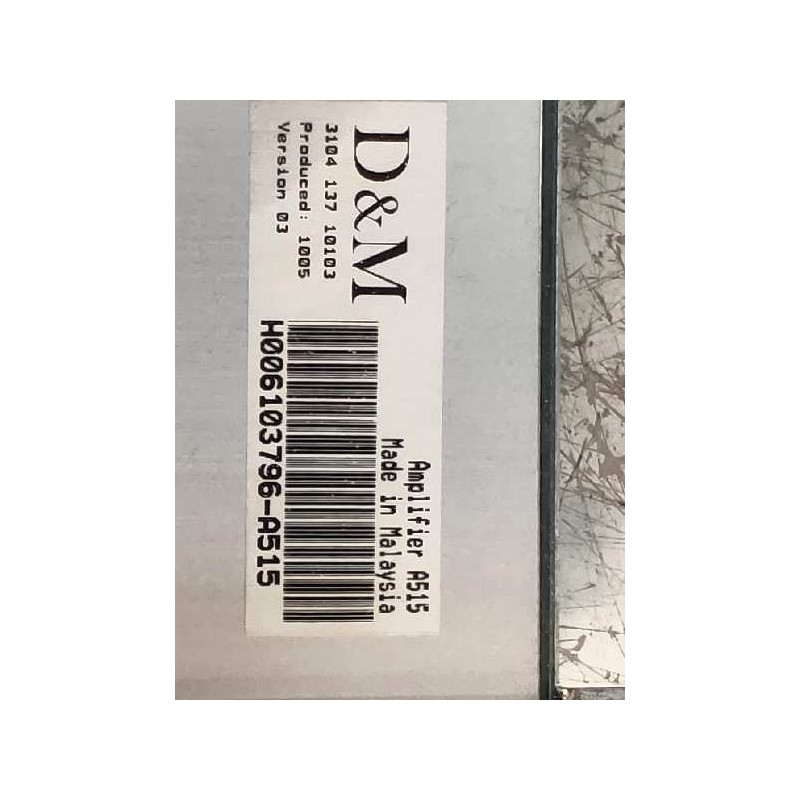 D&M
3104 137 10103
Produced: 1005
Version 03
Amplifier A515
Made in Malaysia
H006103796-A515